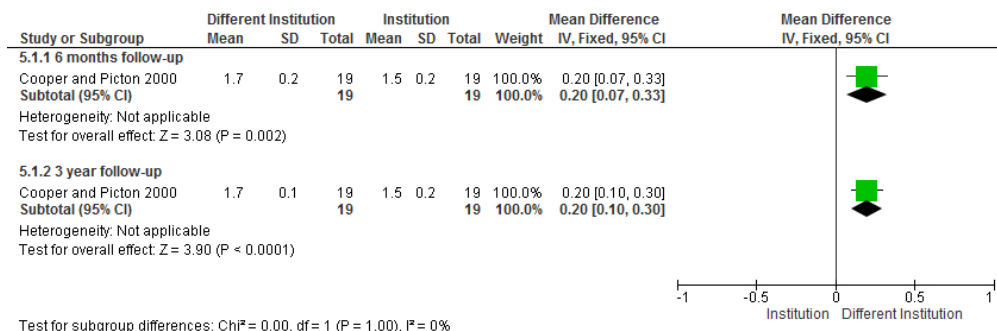 Different Institution Institution Mean Difference Mean Difference
Study or Subgroup Mean SD Total Mean SD Total Weight IV, Fixed, 95% CI IV, Fixed, 95% CI
5.1.1 6 months follow-up
Cooper and Picton 2000 1.7 0.2 19 1.5 0.2 19 100.0% 0.20 [0.07, 0.33]
Subtotal (95% CI) 19 19 100.0% 0.20 [0.07, 0.33]
Heterogeneity: Not applicable
Test for overall effect: Z = 3.08 (P = 0.002)
5.1.2 3 year follow-up
Cooper and Picton 2000 1.7 0.1 19 1.5 0.2 19 100.0% 0.20 [0.10, 0.30]
Subtotal (95% CI) 19 19 100.0% 0.20 [0.10, 0.30]
Heterogeneity: Not applicable
Test for overall effect: Z = 3.90 (P < 0.0001)
-1 -0.5 0 0.5 1
Institution Different Institution
Test for subgroup differences: Chi² = 0.00, df = 1 (P = 1.00), I² = 0%